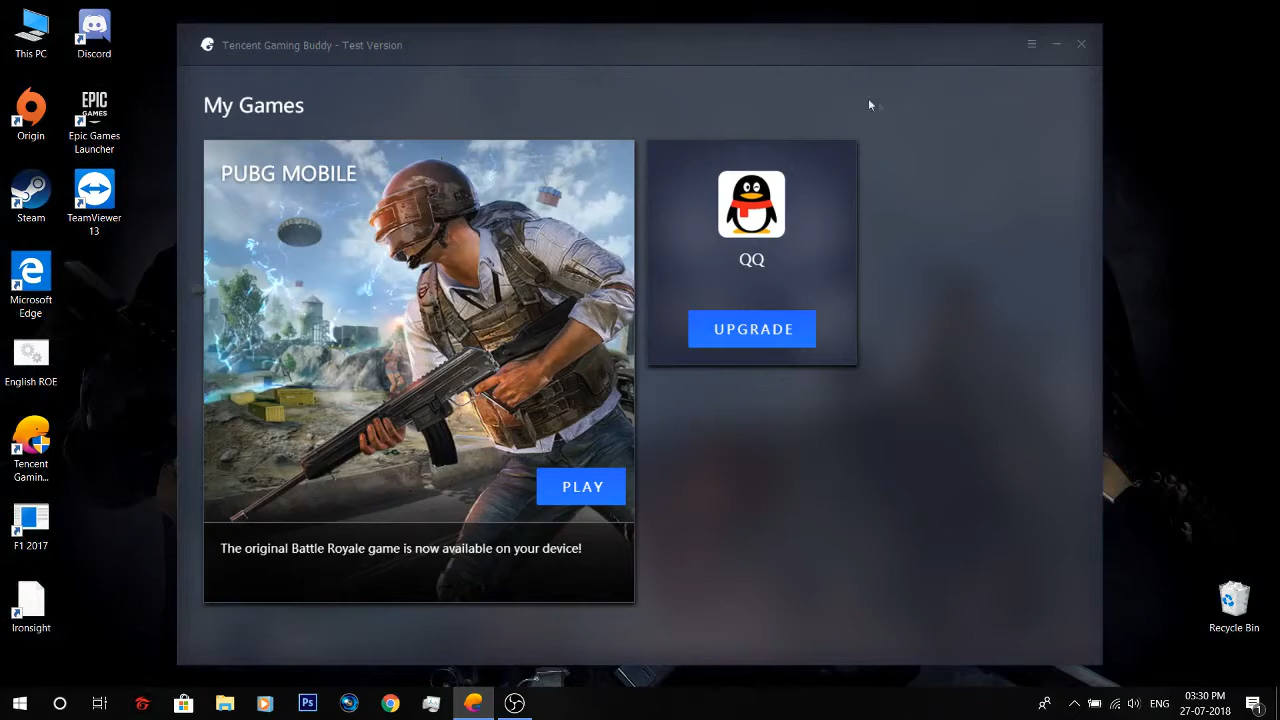 This PC
Discord
Tencent Gaming Buddy - Test Version
My Games
Origin
EPIC
GAMES
Epic Games
Launcher
PUBG MOBILE
Steam
TeamViewer
13
QQ
Microsoft
Edge
UPGRADE
English ROE
Tencent
Gamin...
PLAY
F1 2017
The original Battle Royale game is now available on your device!
Ironsight
Recycle Bin
Ps
ENG
03:30 PM
27-07-2018
1